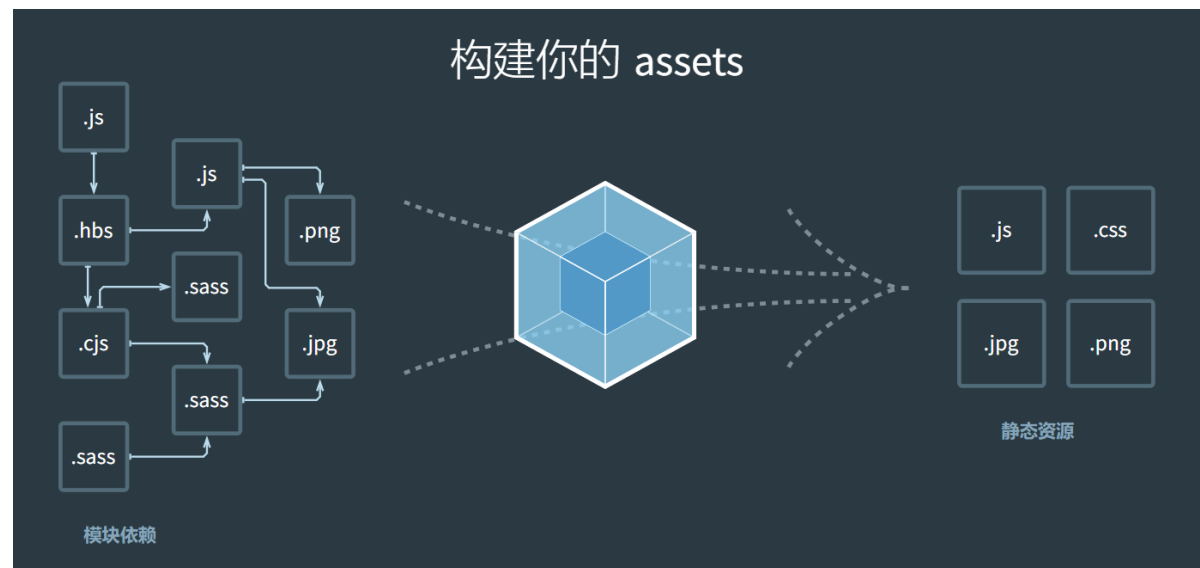 构建你的 assets
.js
.js
.hbs
.png
.sass
.cjs
.jpg
.sass
.sass
模块依赖
.js
.css
.jpg
.png
静态资源